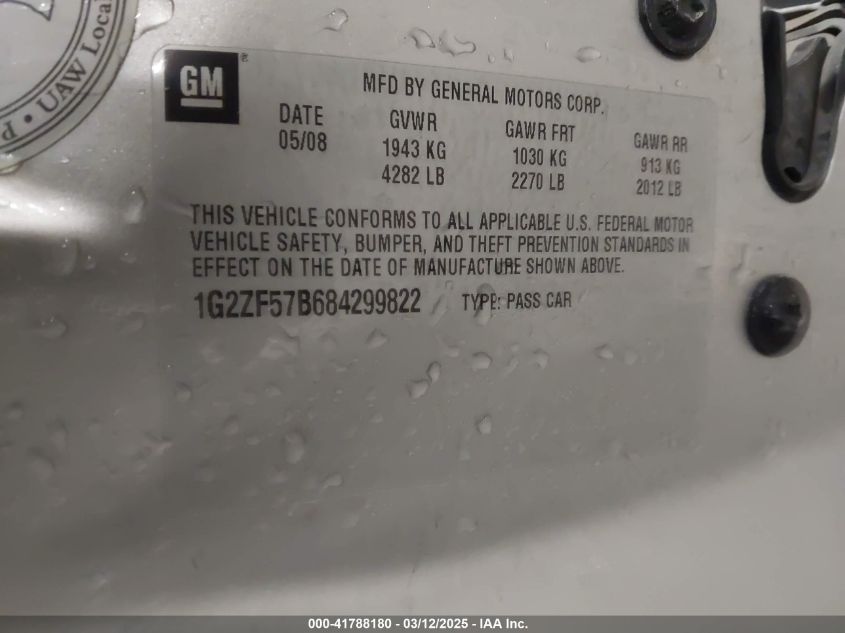 P
• UAW Local
GM
®
MFD BY GENERAL MOTORS CORP.
DATE GVWR GAWR FRT GAWR RR
05/08 1943 KG 1030 KG 913 KG
4282 LB 2270 LB 2012 LB
THIS VEHICLE CONFORMS TO ALL APPLICABLE U.S. FEDERAL MOTOR
VEHICLE SAFETY, BUMPER, AND THEFT PREVENTION STANDARDS IN
EFFECT ON THE DATE OF MANUFACTURE SHOWN ABOVE.
1G2ZF57B684299822 TYPE: PASS CAR
000-41788180 - 03/12/2025 - IAA Inc.